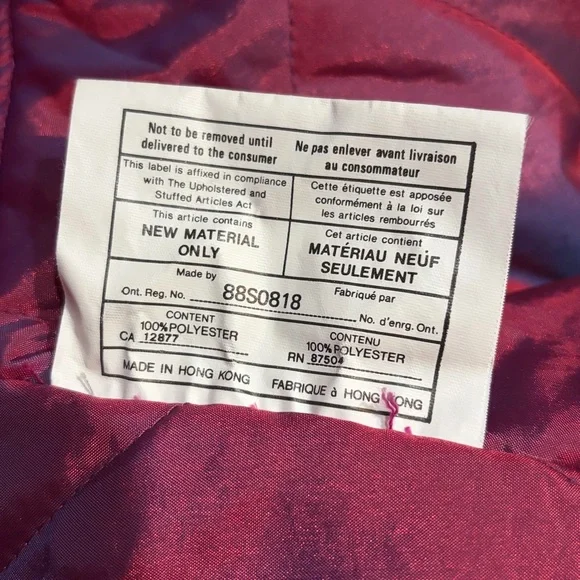 Not to be removed until
delivered to the consumer
Ne pas enlever avant livraison
au consommateur
This label is affixed in compliance
with The Upholstered and
Stuffed Articles Act
Cette étiquette est apposée
conformément à la loi sur
les articles rembourrés
This article contains
NEW MATERIAL
ONLY
Cet article contient
MATÉRIAU NEUF
SEULEMENT
Made by
Fabriqué par
Ont. Reg. No. 88S0818 No. d'enrg. Ont.
CONTENT
100% POLYESTER
CA 12877
CONTENU
100% POLYESTER
RN 87504
MADE IN HONG KONG
FABRIQUE à HONG KONG